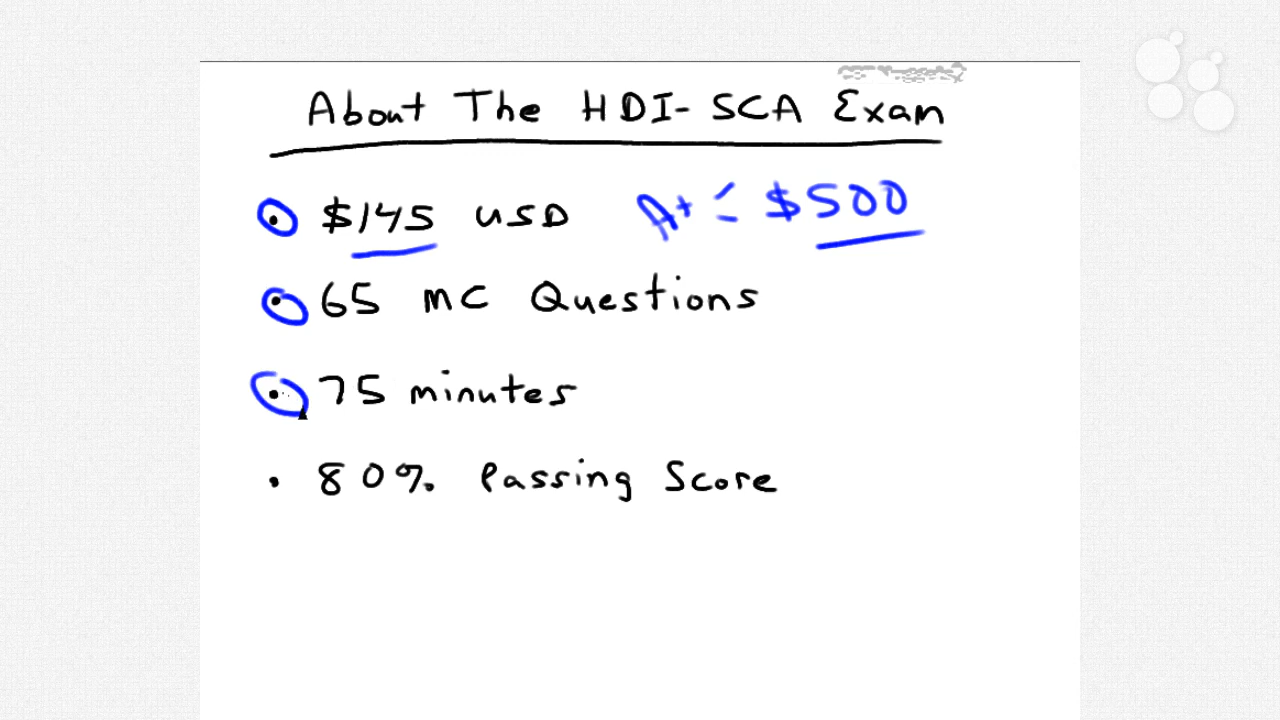 About The HDI-SCA Exam
• $145 USD A+ = $500
• 65 MC Questions
• 75 minutes
• 80% Passing Score